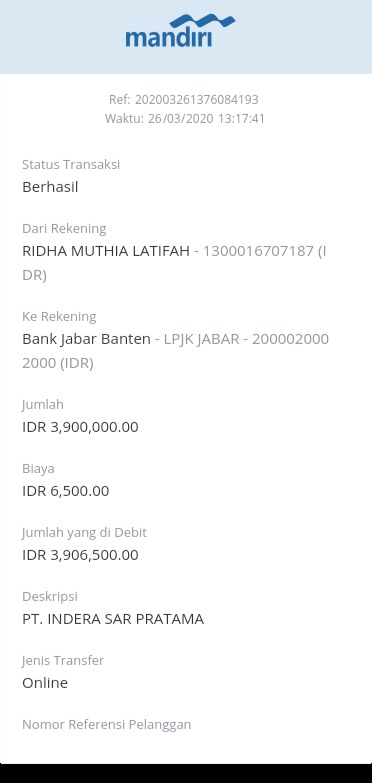 mandiri
Ref: 202003261376084193
Waktu: 26/03/2020 13:17:41
Status Transaksi
Berhasil
Dari Rekening
RIDHA MUTHIA LATIFAH - 1300016707187 (I
DR)
Ke Rekening
Bank Jabar Banten - LPJK JABAR - 200002000
2000 (IDR)
Jumlah
IDR 3,900,000.00
Biaya
IDR 6,500.00
Jumlah yang di Debit
IDR 3,906,500.00
Deskripsi
PT. INDERA SAR PRATAMA
Jenis Transfer
Online
Nomor Referensi Pelanggan